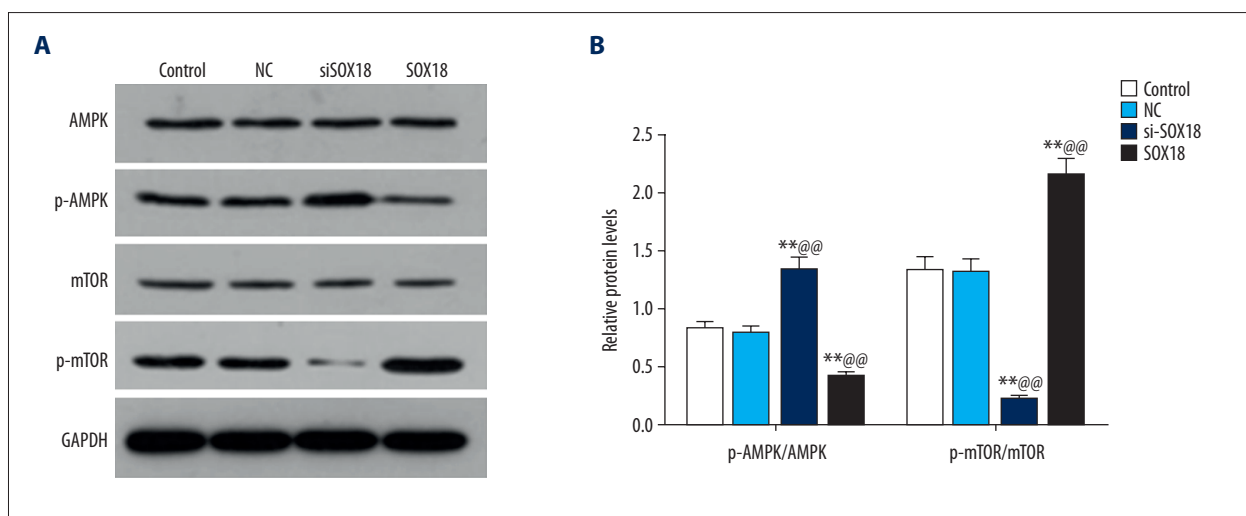 A
Control NC siSOX18 SOX18
AMPK
p-AMPK
mTOR
p-mTOR
GAPDH
B
Control
NC
si-SOX18
SOX18
Relative protein levels
2.5
2.0
1.5
1.0
0.5
0.0
**@@
**@@
**@@
**@@
p-AMPK/AMPK p-mTOR/mTOR